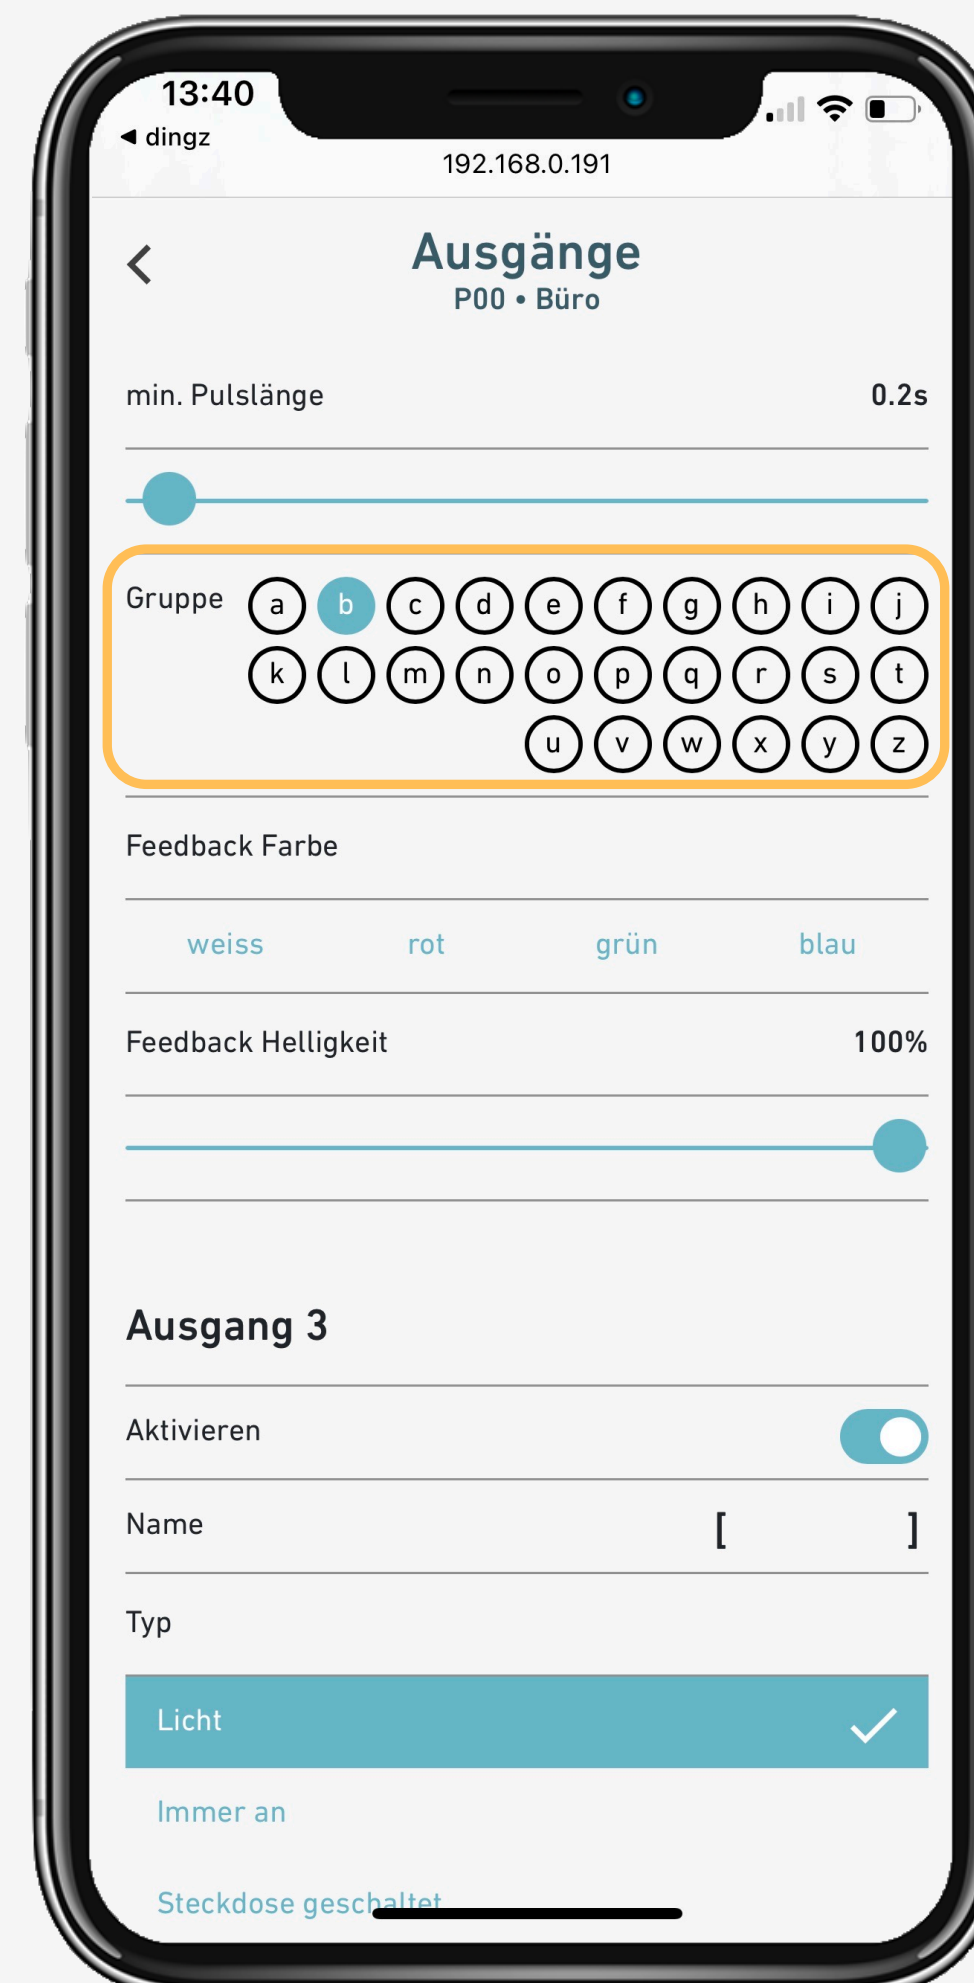 13:40
◀ dingz
192.168.0.191
Ausgänge
P00 • Büro
min. Pulslänge 0.2s
Gruppe a b c d e f g h i j
k l m n o p q r s t
u v w x y z
Feedback Farbe
weiss rot grün blau
Feedback Helligkeit 100%
Ausgang 3
Aktivieren
Name [ ]
Typ
Licht
Immer an
Steckdose geschaltet